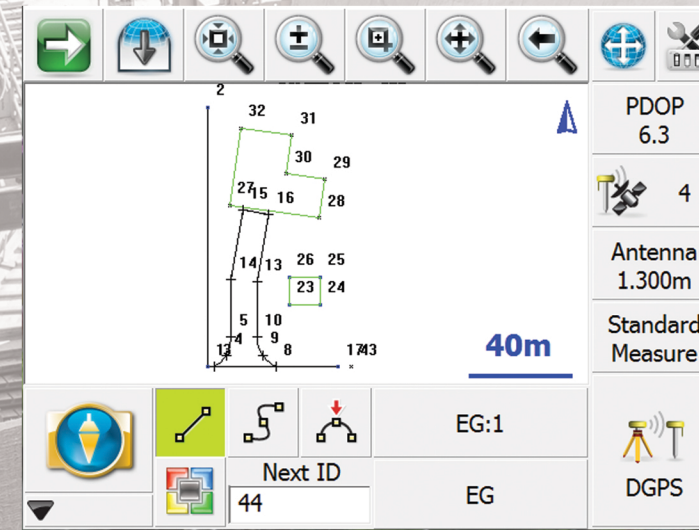 2
32 31
30 29
27 15 16 28
14 13 26 25
23 24
5 10
4 9
8 43
40m
PDOP
6.3
4
Antenna
1.300m
Standard
Measure
DGPS
EG:1
Next ID
44
EG